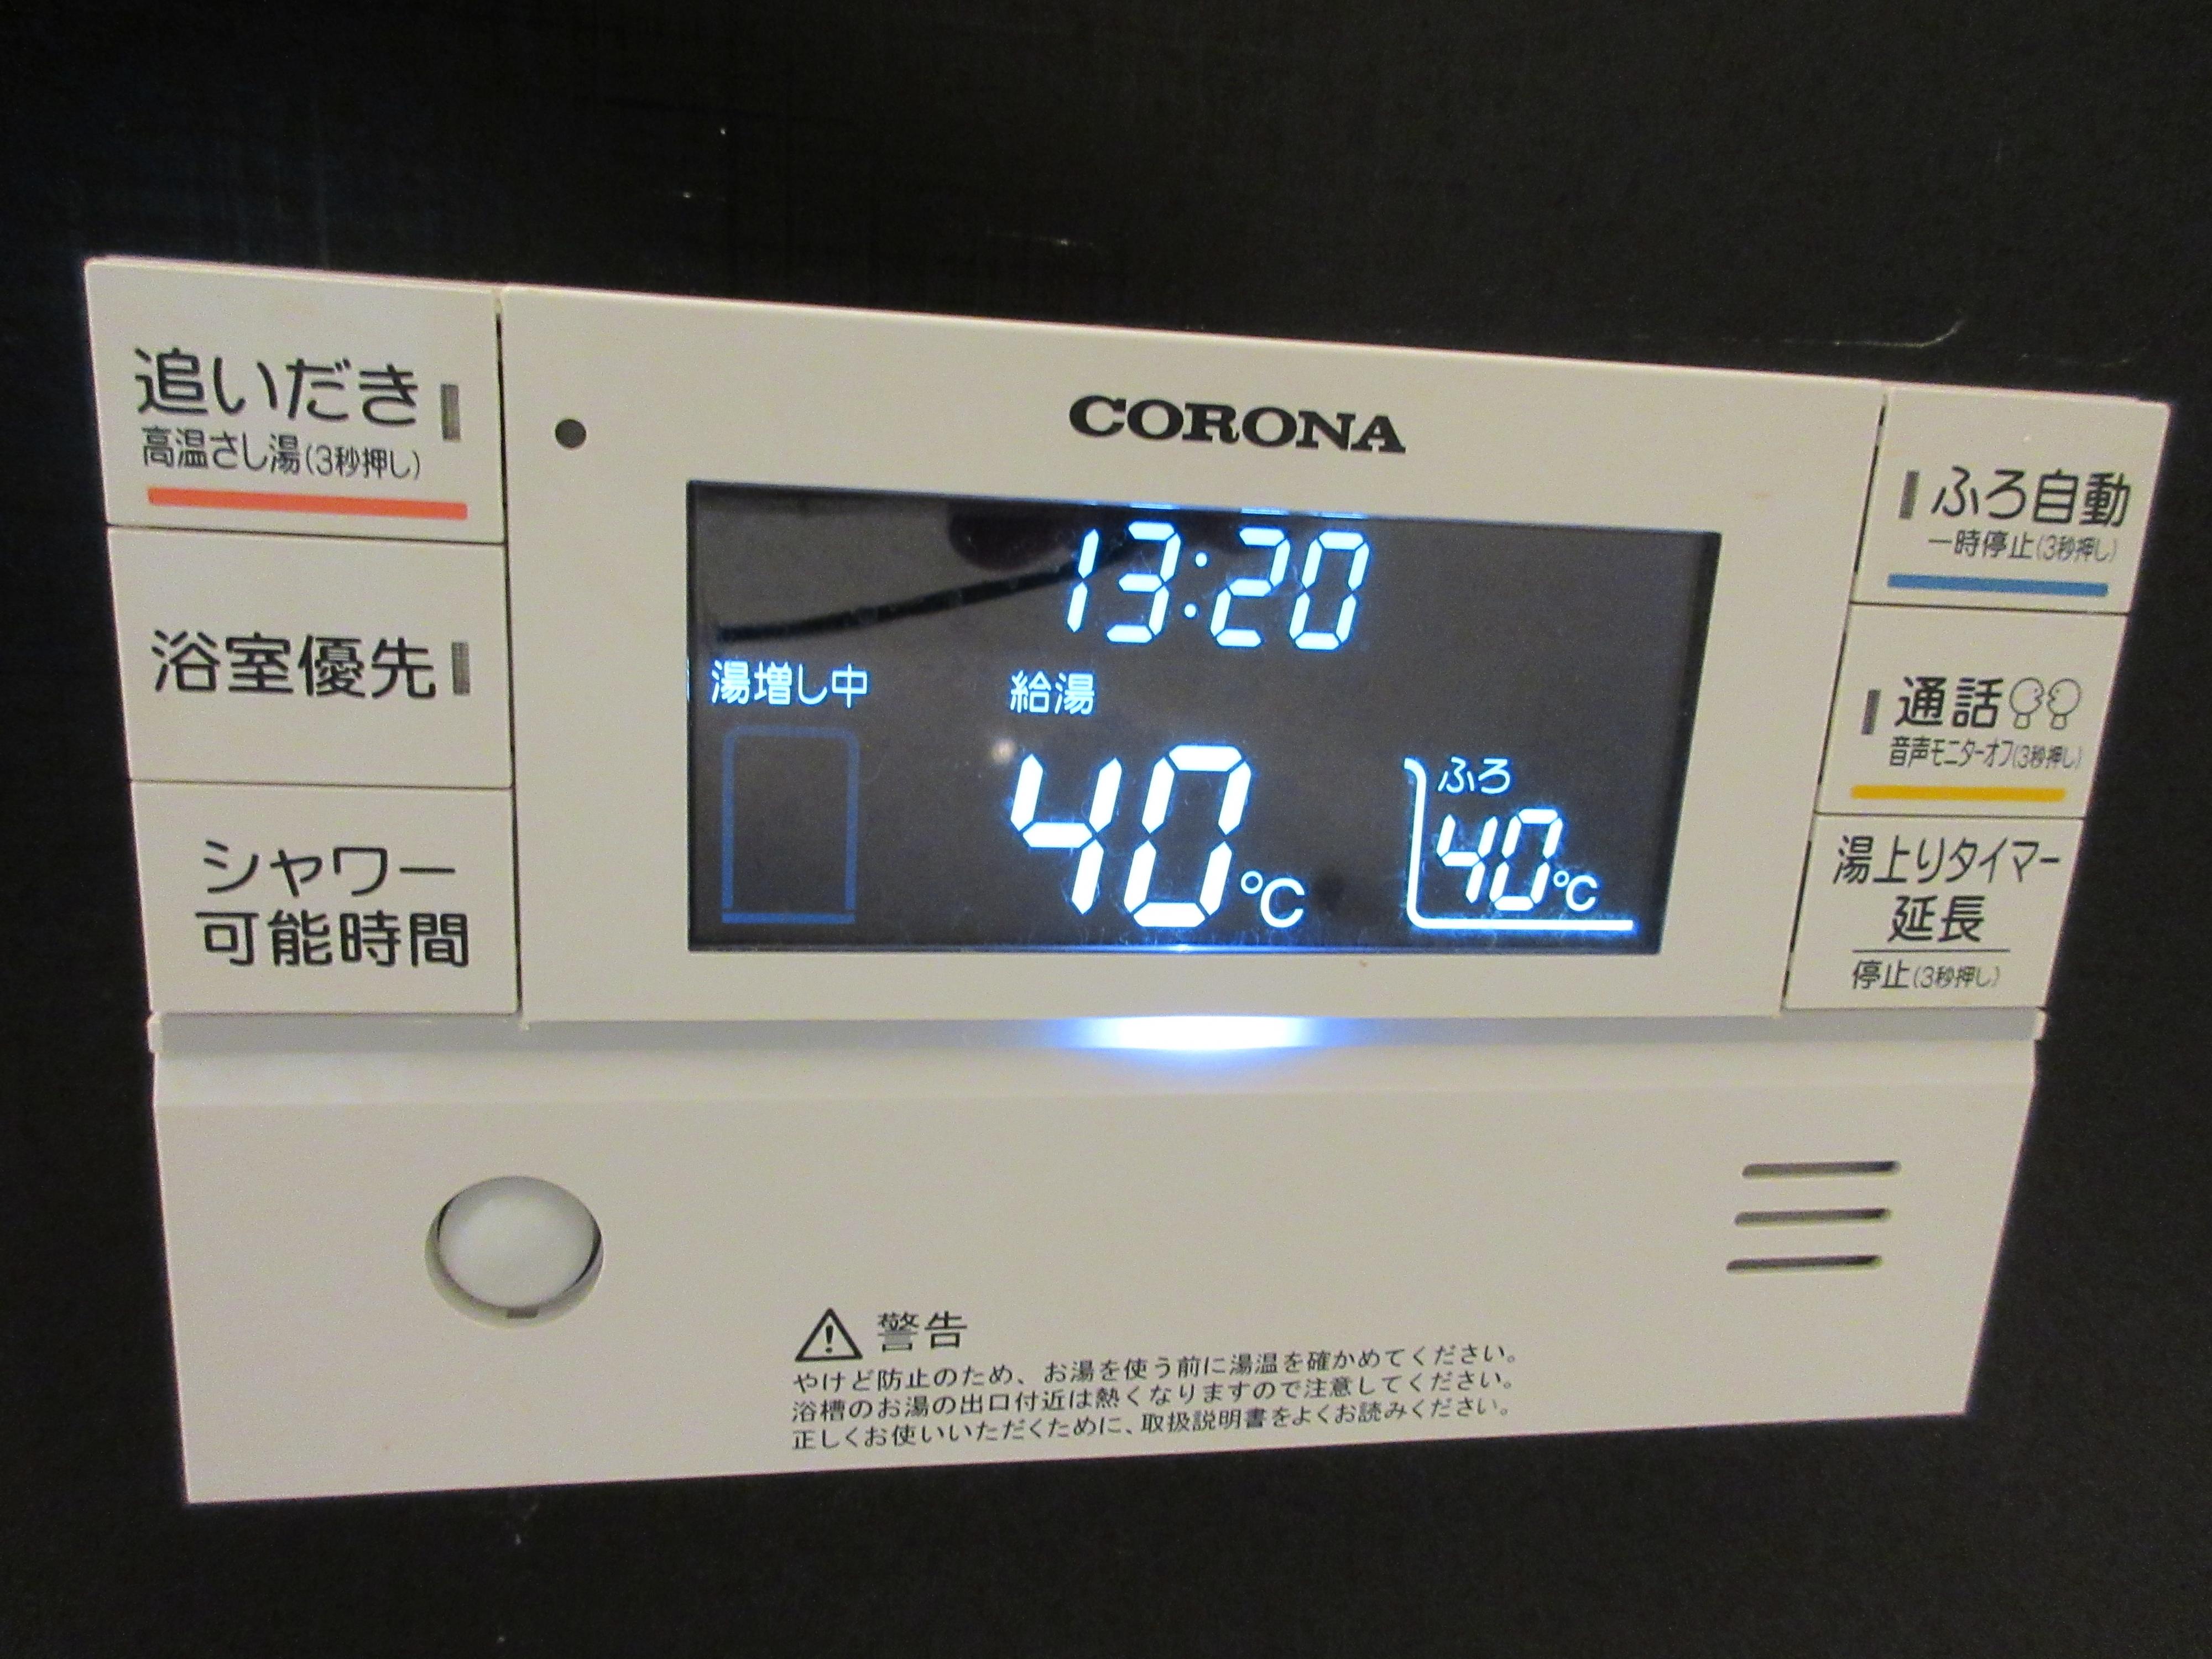 追いだき
高温さし湯(3秒押し)
浴室優先
シャワー
可能時間
CORONA
13:20
湯増し中
給湯
40℃
ふろ
40℃
ふろ自動
一時停止(3秒押し)
通話
音声モニターオフ(3秒押し)
湯上りタイマー
延長
停止(3秒押し)
警告
やけど防止のため、お湯を使う前に湯温を確かめてください。
浴槽のお湯の出口付近は熱くなりますので注意してください。
正しくお使いいただくために、取扱説明書をよくお読みください。